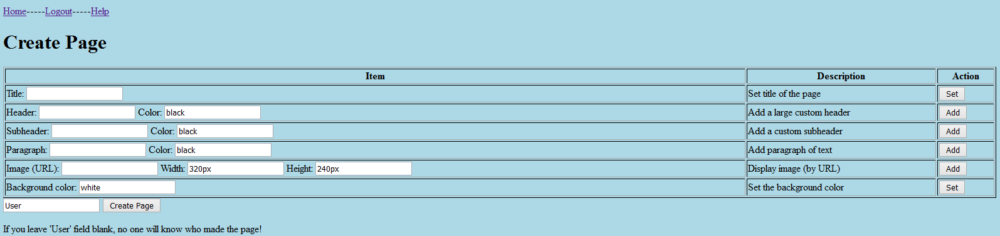 Home-----Logout-----Help
Create Page
Item Description Action
Title: Set title of the page Set
Header: Color: black Add a large custom header Add
Subheader: Color: black Add a custom subheader Add
Paragraph: Color: black Add paragraph of text Add
Image (URL): Width: 320px Height: 240px Display image (by URL) Add
Background color: white Set the background color Set
User Create Page
If you leave 'User' field blank, no one will know who made the page!